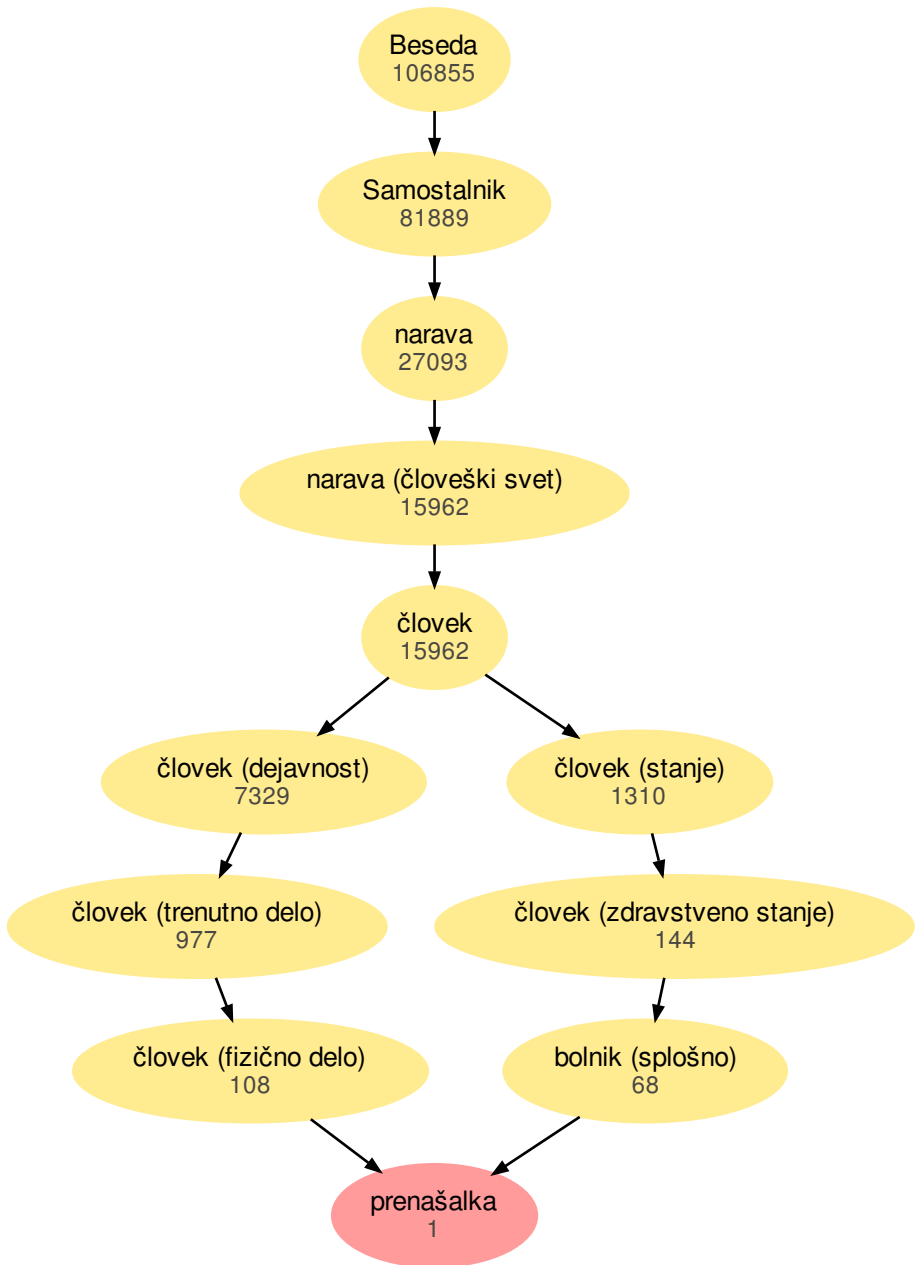 Beseda
106855
Samostalnik
81889
narava
27093
narava (človeški svet)
15962
človek
15962
človek (dejavnost)
7329
človek (stanje)
1310
človek (trenutno delo)
977
človek (zdravstveno stanje)
144
človek (fizično delo)
108
bolnik (splošno)
68
prenašalka
1